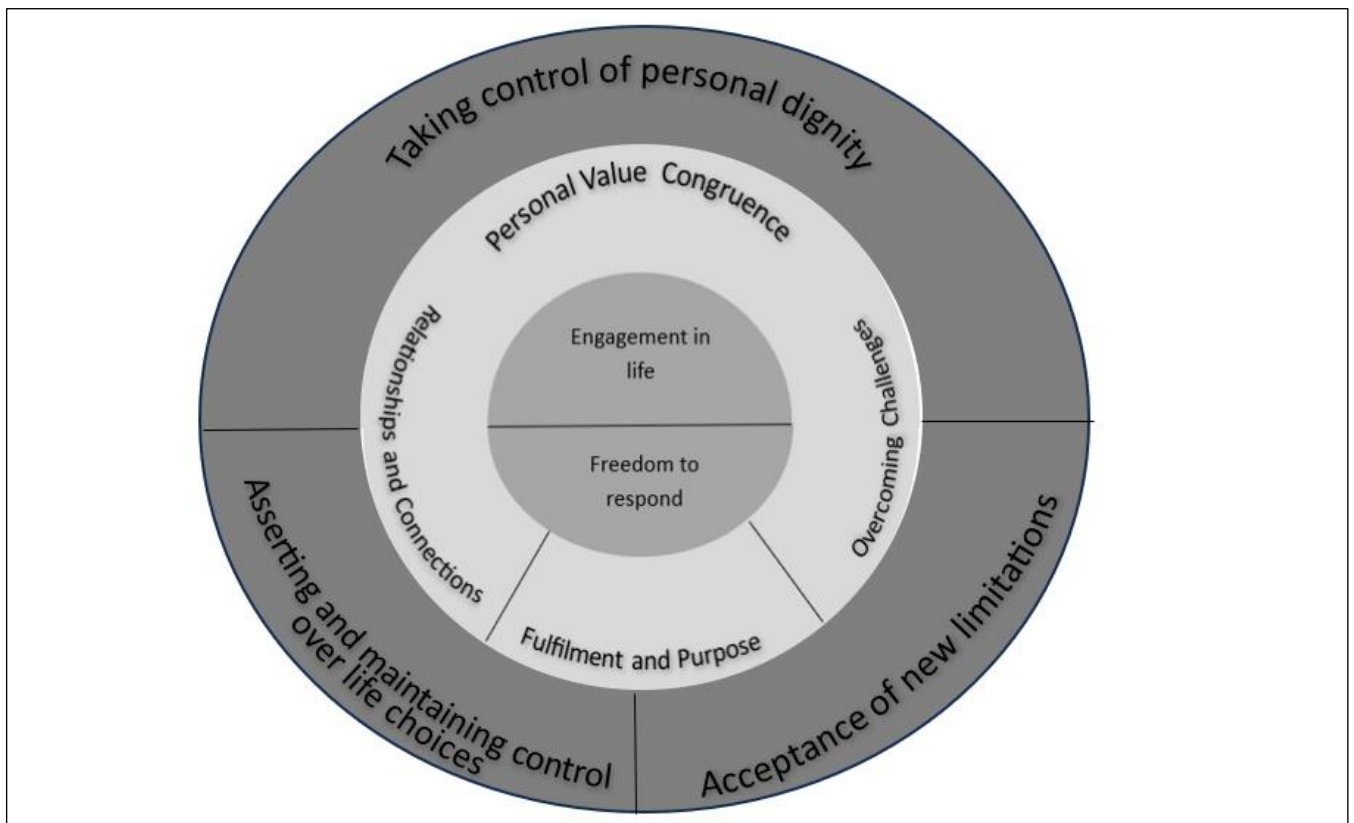 Taking control of personal dignity
Personal Value Congruence
Relationships and Connections
Overcoming Challenges
Engagement in
life
Freedom to
respond
Fulfilment and Purpose
Asserting and maintaining control
over life choices
Acceptance of new limitations